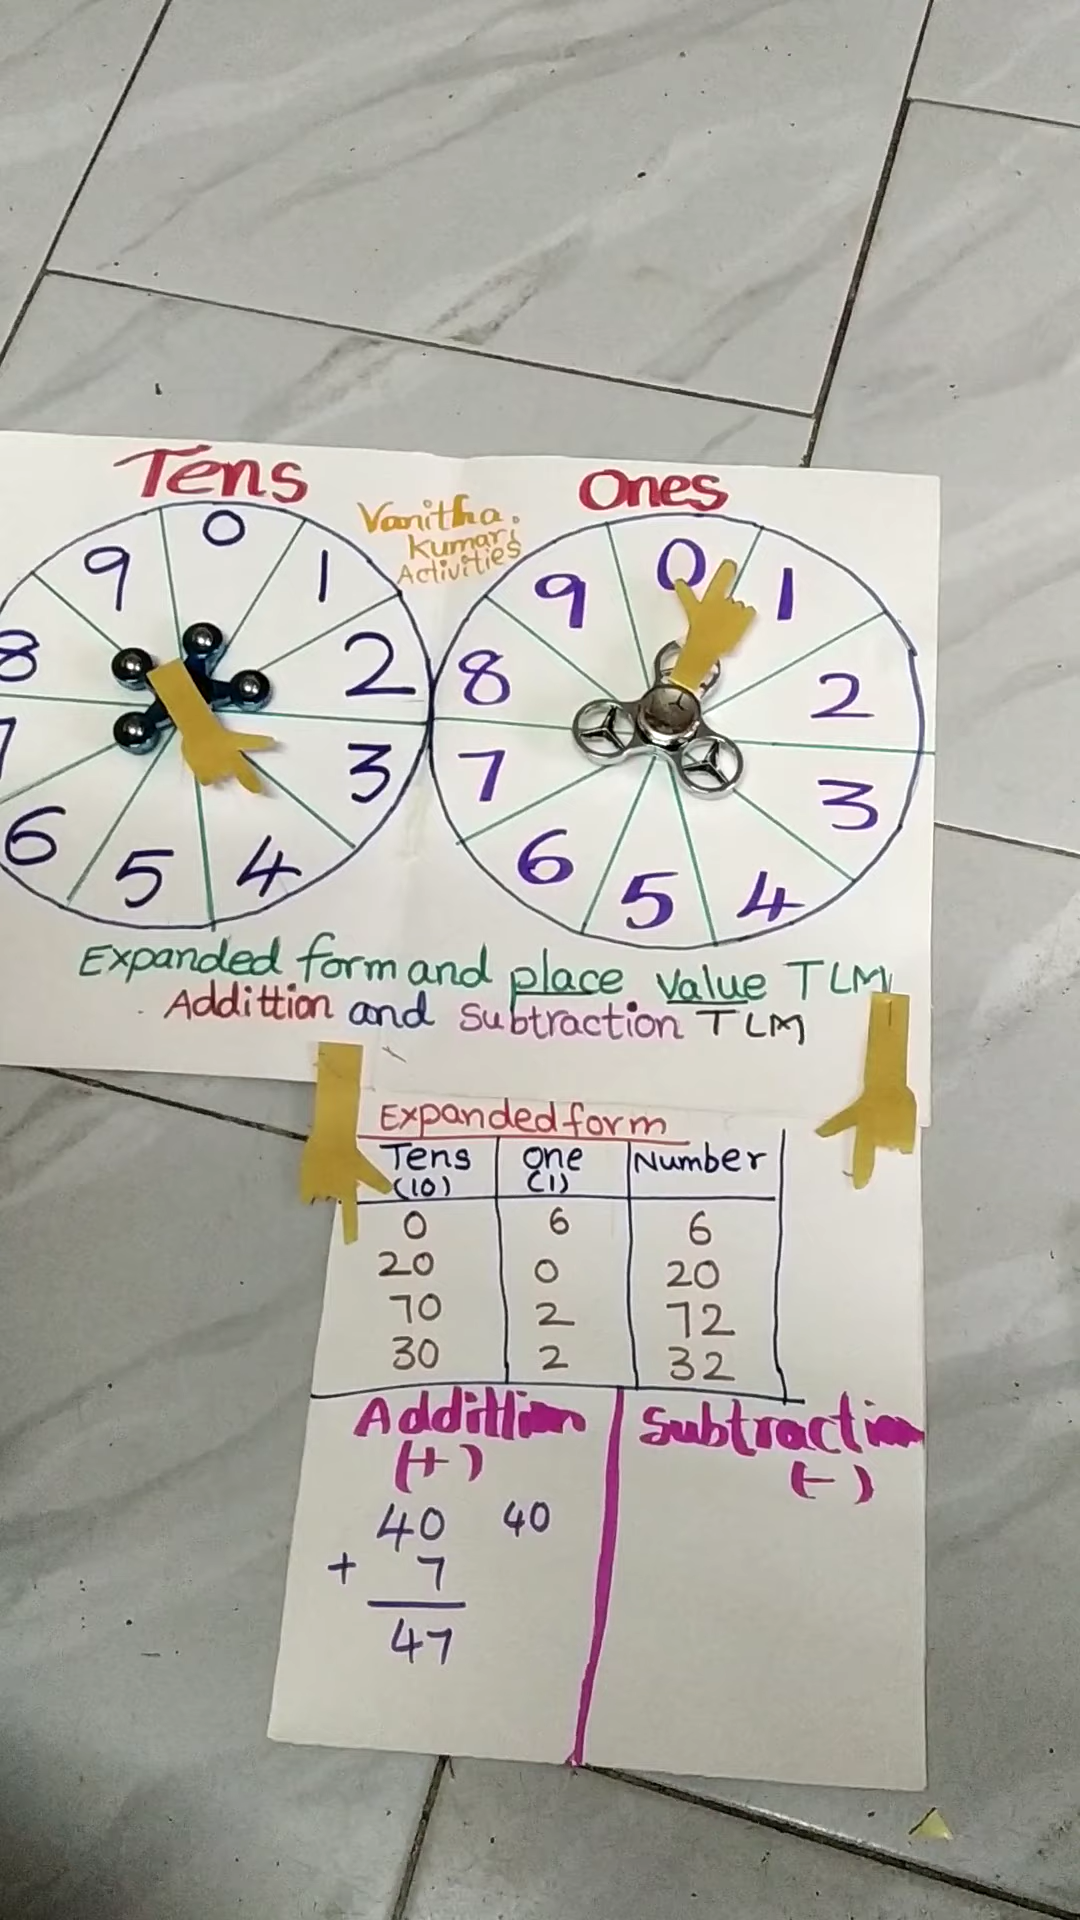 Tens
Ones
Vanitha.
Kumari
Activities
0
1
2
3
4
5
6
7
8
9
0
1
2
3
4
5
6
7
8
9
Expanded form and place value TLM
Addittion and Subtraction TLM
Expanded form
Tens one Number
(10) (1)
0 6 6
20 0 20
70 2 72
30 2 32
Addittion Subtraction
(+) (-)
40 40
+ 7
47